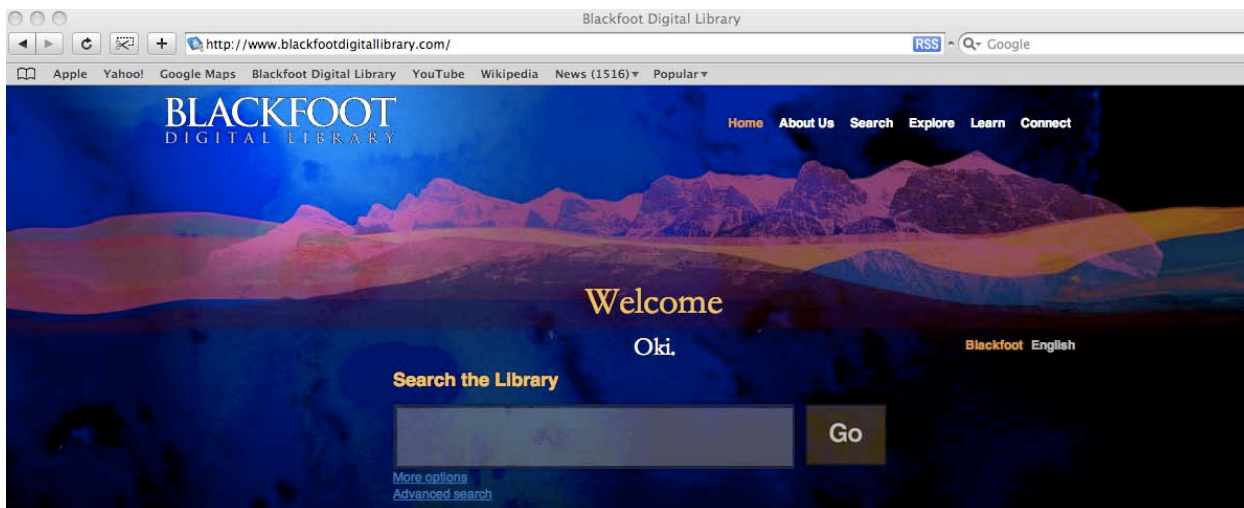 Blackfoot Digital Library
http://www.blackfootdigitallibrary.com/ RSS Google
Apple Yahoo! Google Maps Blackfoot Digital Library YouTube Wikipedia News (1516) Popular
BLACKFOOT
DIGITAL LIBRARY
Home About Us Search Explore Learn Connect
Welcome
Oki.
Blackfoot English
Search the Library
Go
More options
Advanced search